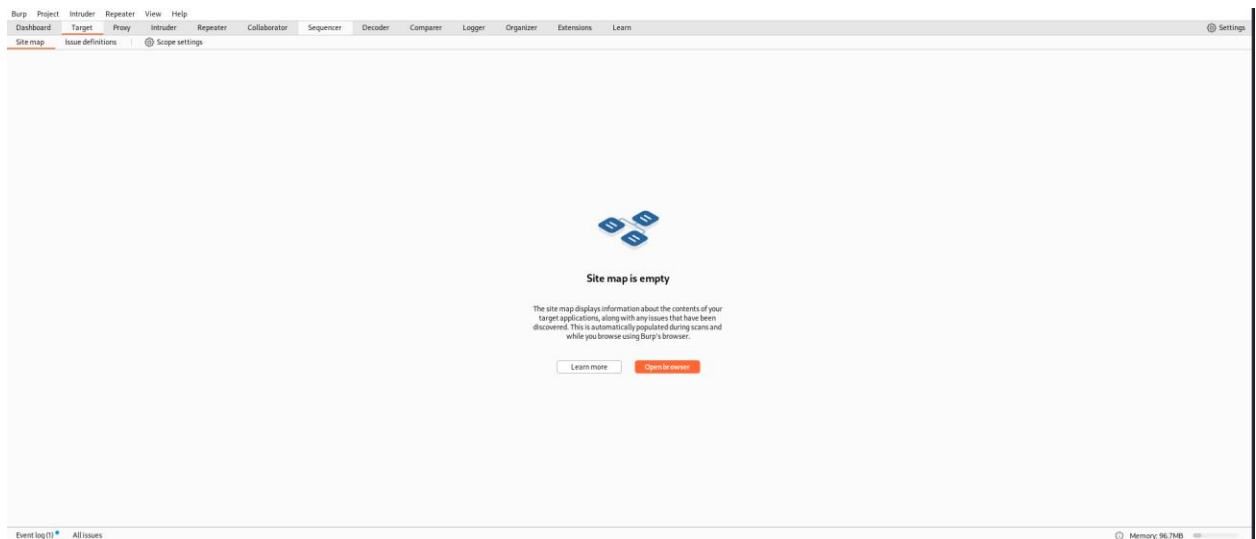 Burp Project Intruder Repeater View Help
Dashboard Target Proxy Intruder Repeater Collaborator Sequencer Decoder Comparer Logger Organizer Extensions Learn Settings
Site map Issue definitions Scope settings
Site map is empty
The site map displays information about the contents of your
target applications, along with any issues that have been
discovered. This is automatically populated during scans and
while you browse using Burp's browser.
Learn more Open browser
Event log (1) All issues Memory: 96.7MB